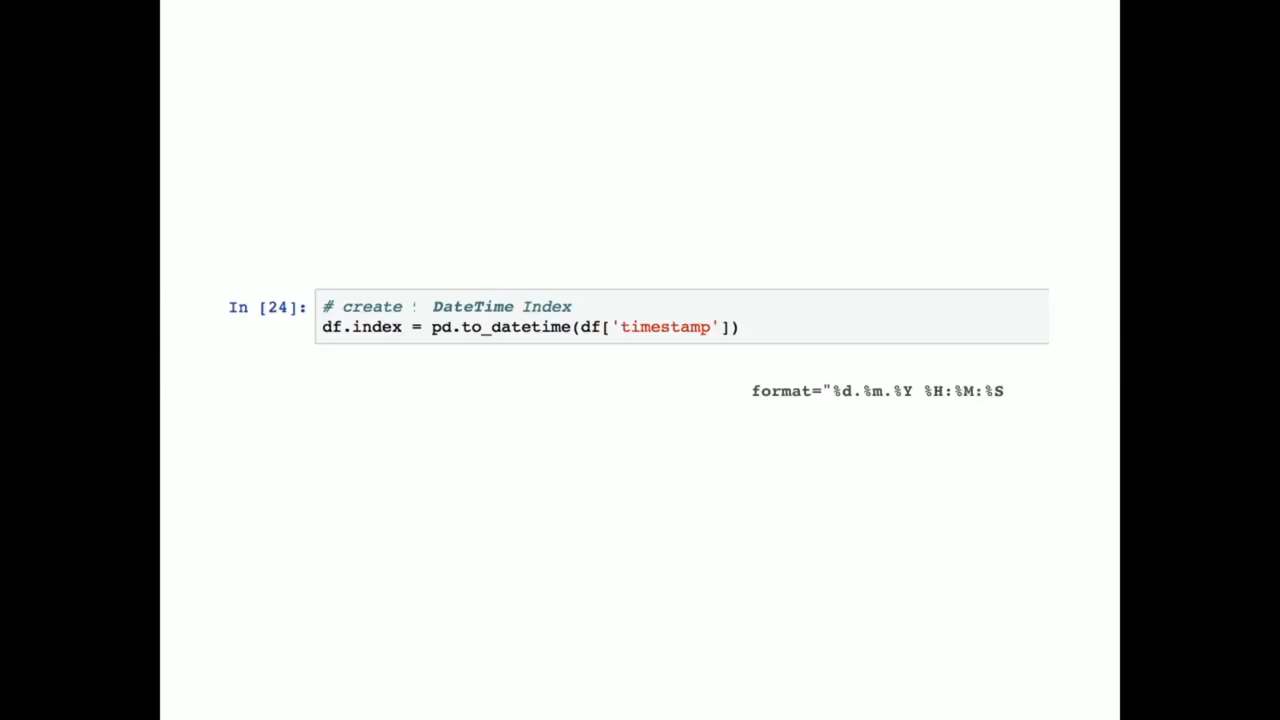 In [24]:
# create DateTime Index
df.index = pd.to_datetime(df['timestamp'])
format="%d.%m.%Y %H:%M:%S